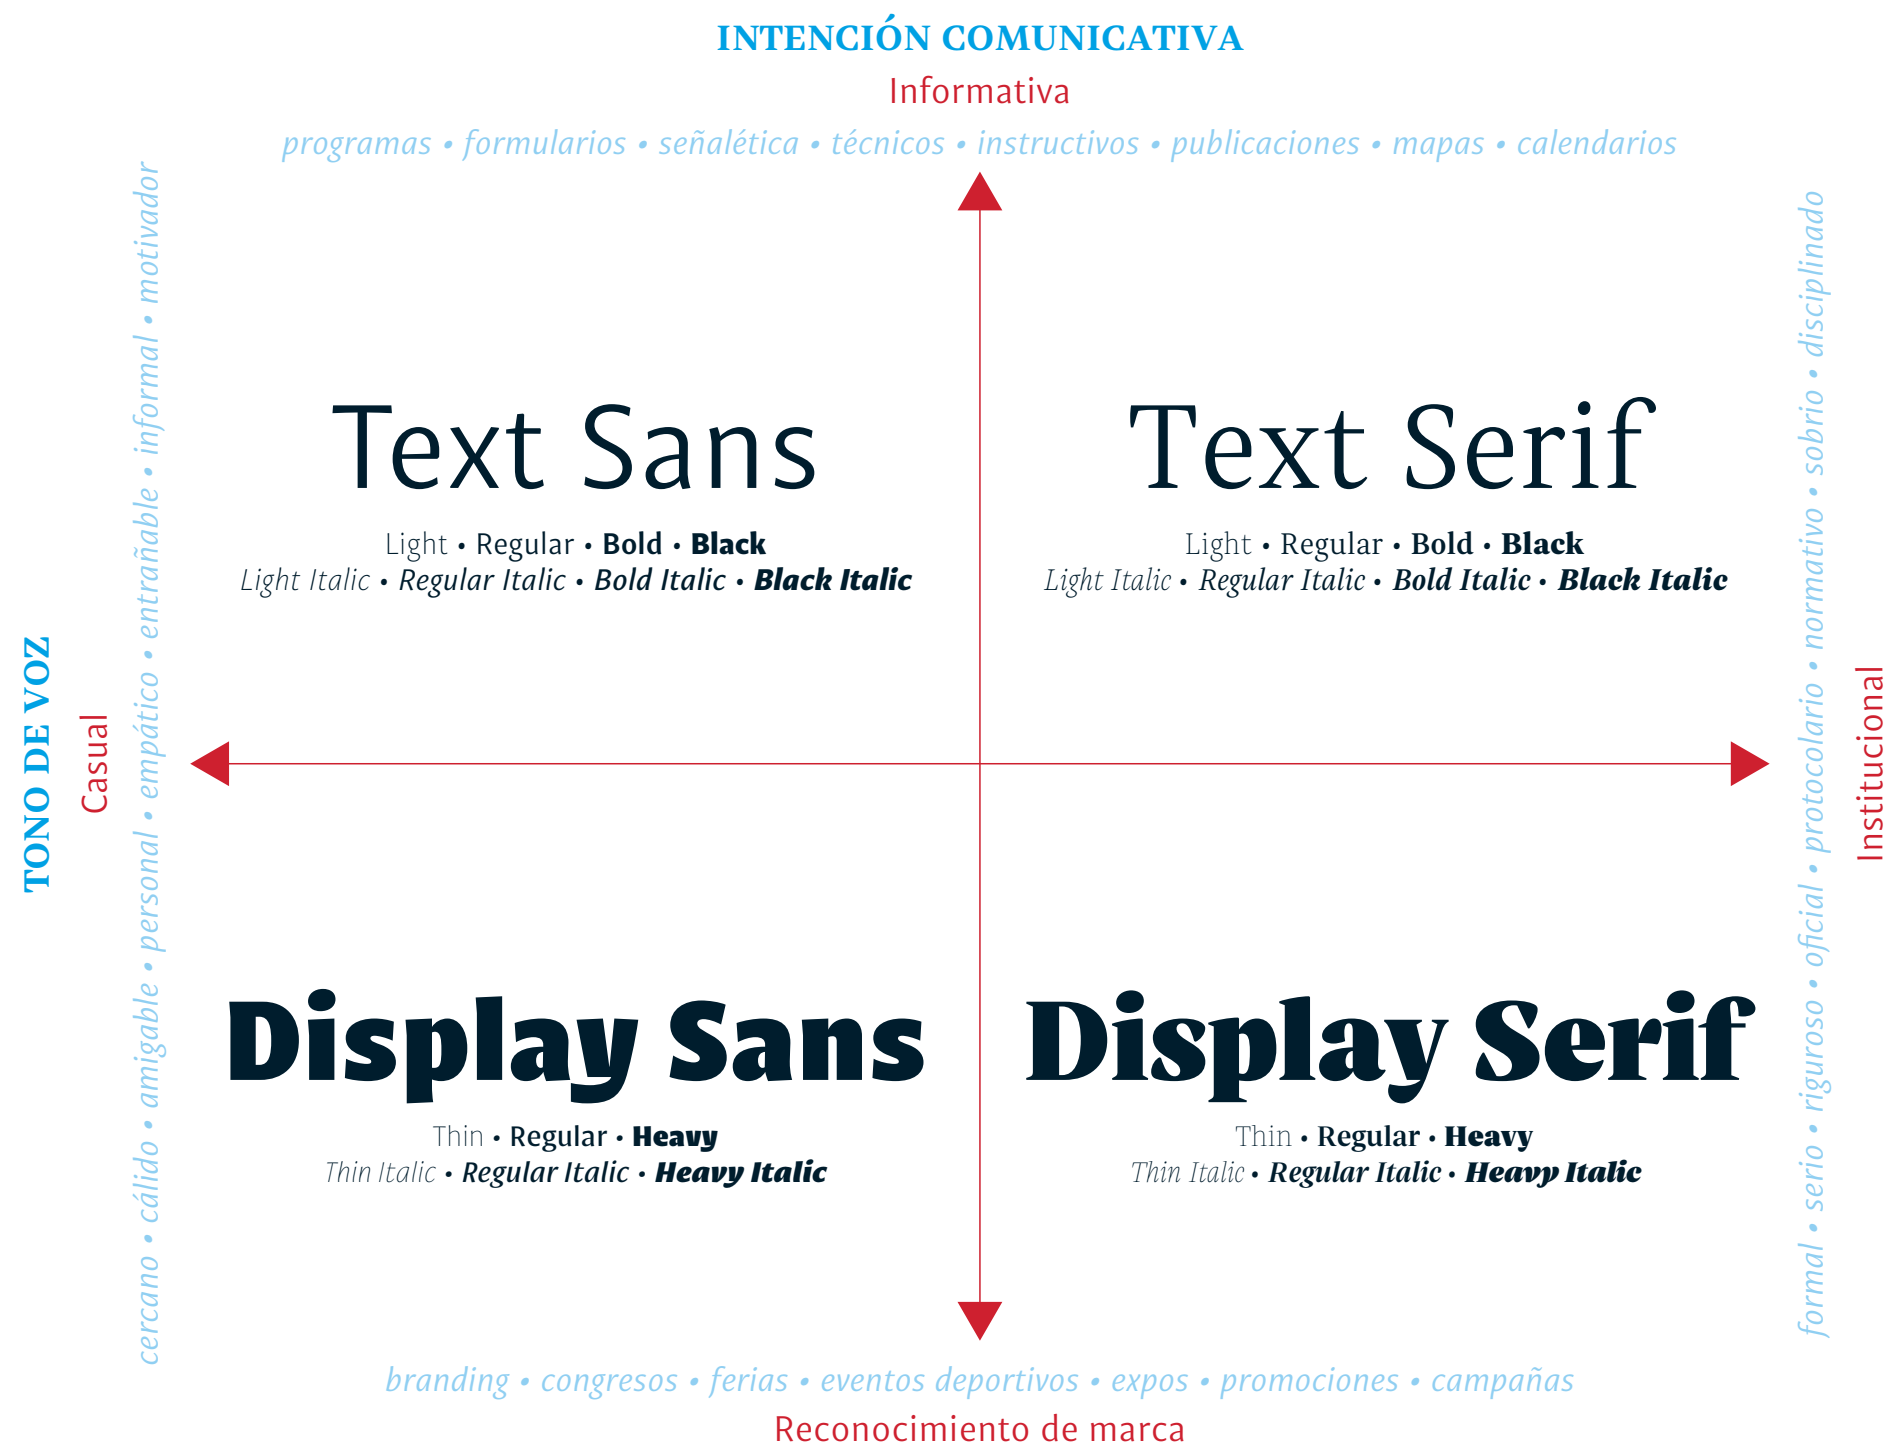 INTENCIÓN COMUNICATIVA
Informativa
programas • formularios • señalética • técnicos • instructivos • publicaciones • mapas • calendarios
TONO DE VOZ
Casual
cercano • cálido • amigable • personal • empático • entrañable • informal • motivador
Text Sans
Light • Regular • Bold • Black
Light Italic • Regular Italic • Bold Italic • Black Italic
Text Serif
Light • Regular • Bold • Black
Light Italic • Regular Italic • Bold Italic • Black Italic
Display Sans
Thin • Regular • Heavy
Thin Italic • Regular Italic • Heavy Italic
Display Serif
Thin • Regular • Heavy
Thin Italic • Regular Italic • Heavy Italic
formal • serio • riguroso • oficial • protocolario • normativo • sobrio • disciplinado
Institucional
branding • congresos • ferias • eventos deportivos • expos • promociones • campañas
Reconocimiento de marca